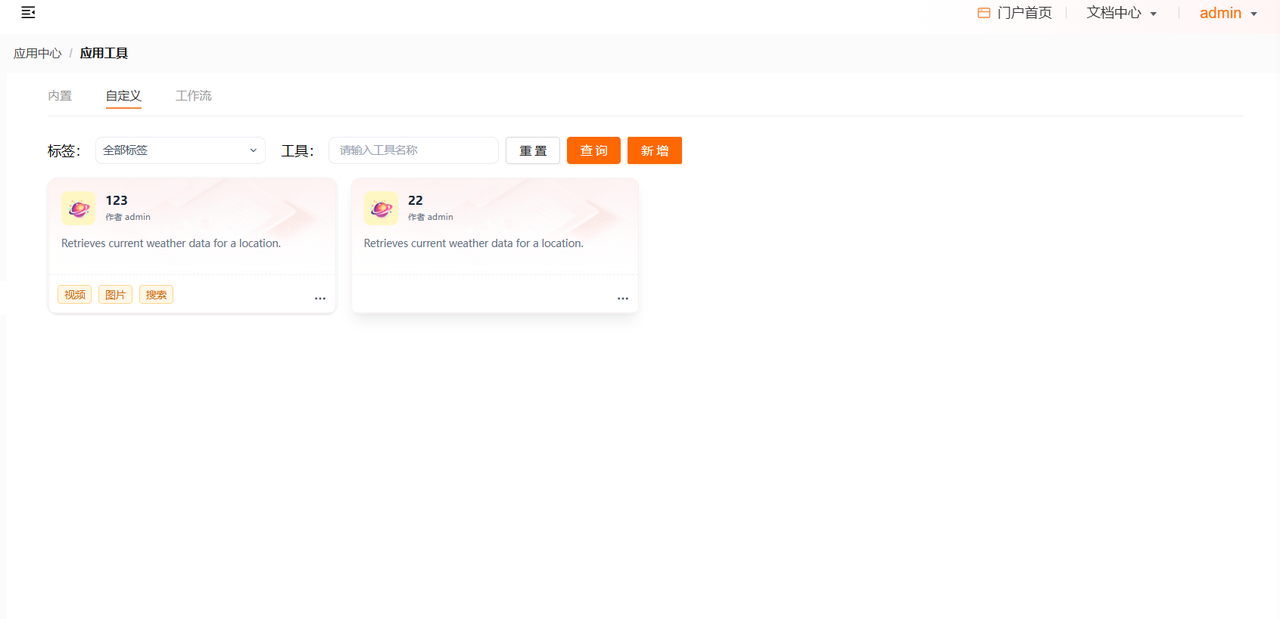 门户首页 文档中心 admin
应用中心 / 应用工具
内置 自定义 工作流
标签： 全部标签 工具： 请输入工具名称 重置 查询 新增
123
作者 admin
Retrieves current weather data for a location.
视频 图片 搜索 ...
22
作者 admin
Retrieves current weather data for a location.
...